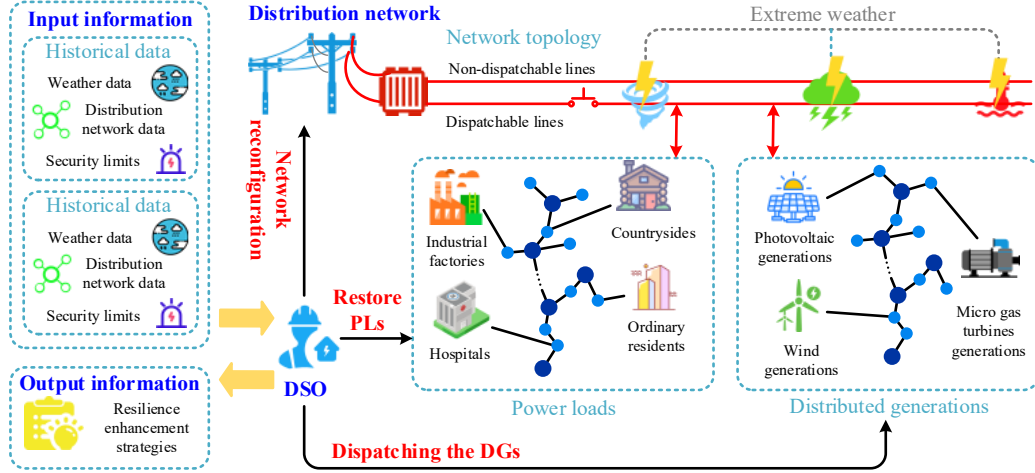 Input information
Historical data
Weather data
Distribution
network data
Security limits
Historical data
Weather data
Distribution
network data
Security limits
Output information
Resilience
enhancement
strategies
Distribution network
Network topology
Extreme weather
Non-dispatchable lines
Dispatchable lines
Network
reconfiguration
DSO
Restore
PLs
Dispatching the DGs
Industrial
factories
Countrysides
Hospitals
Ordinary
residents
Power loads
Photovoltaic
generations
Wind
generations
Micro gas
turbines
generations
Distributed generations